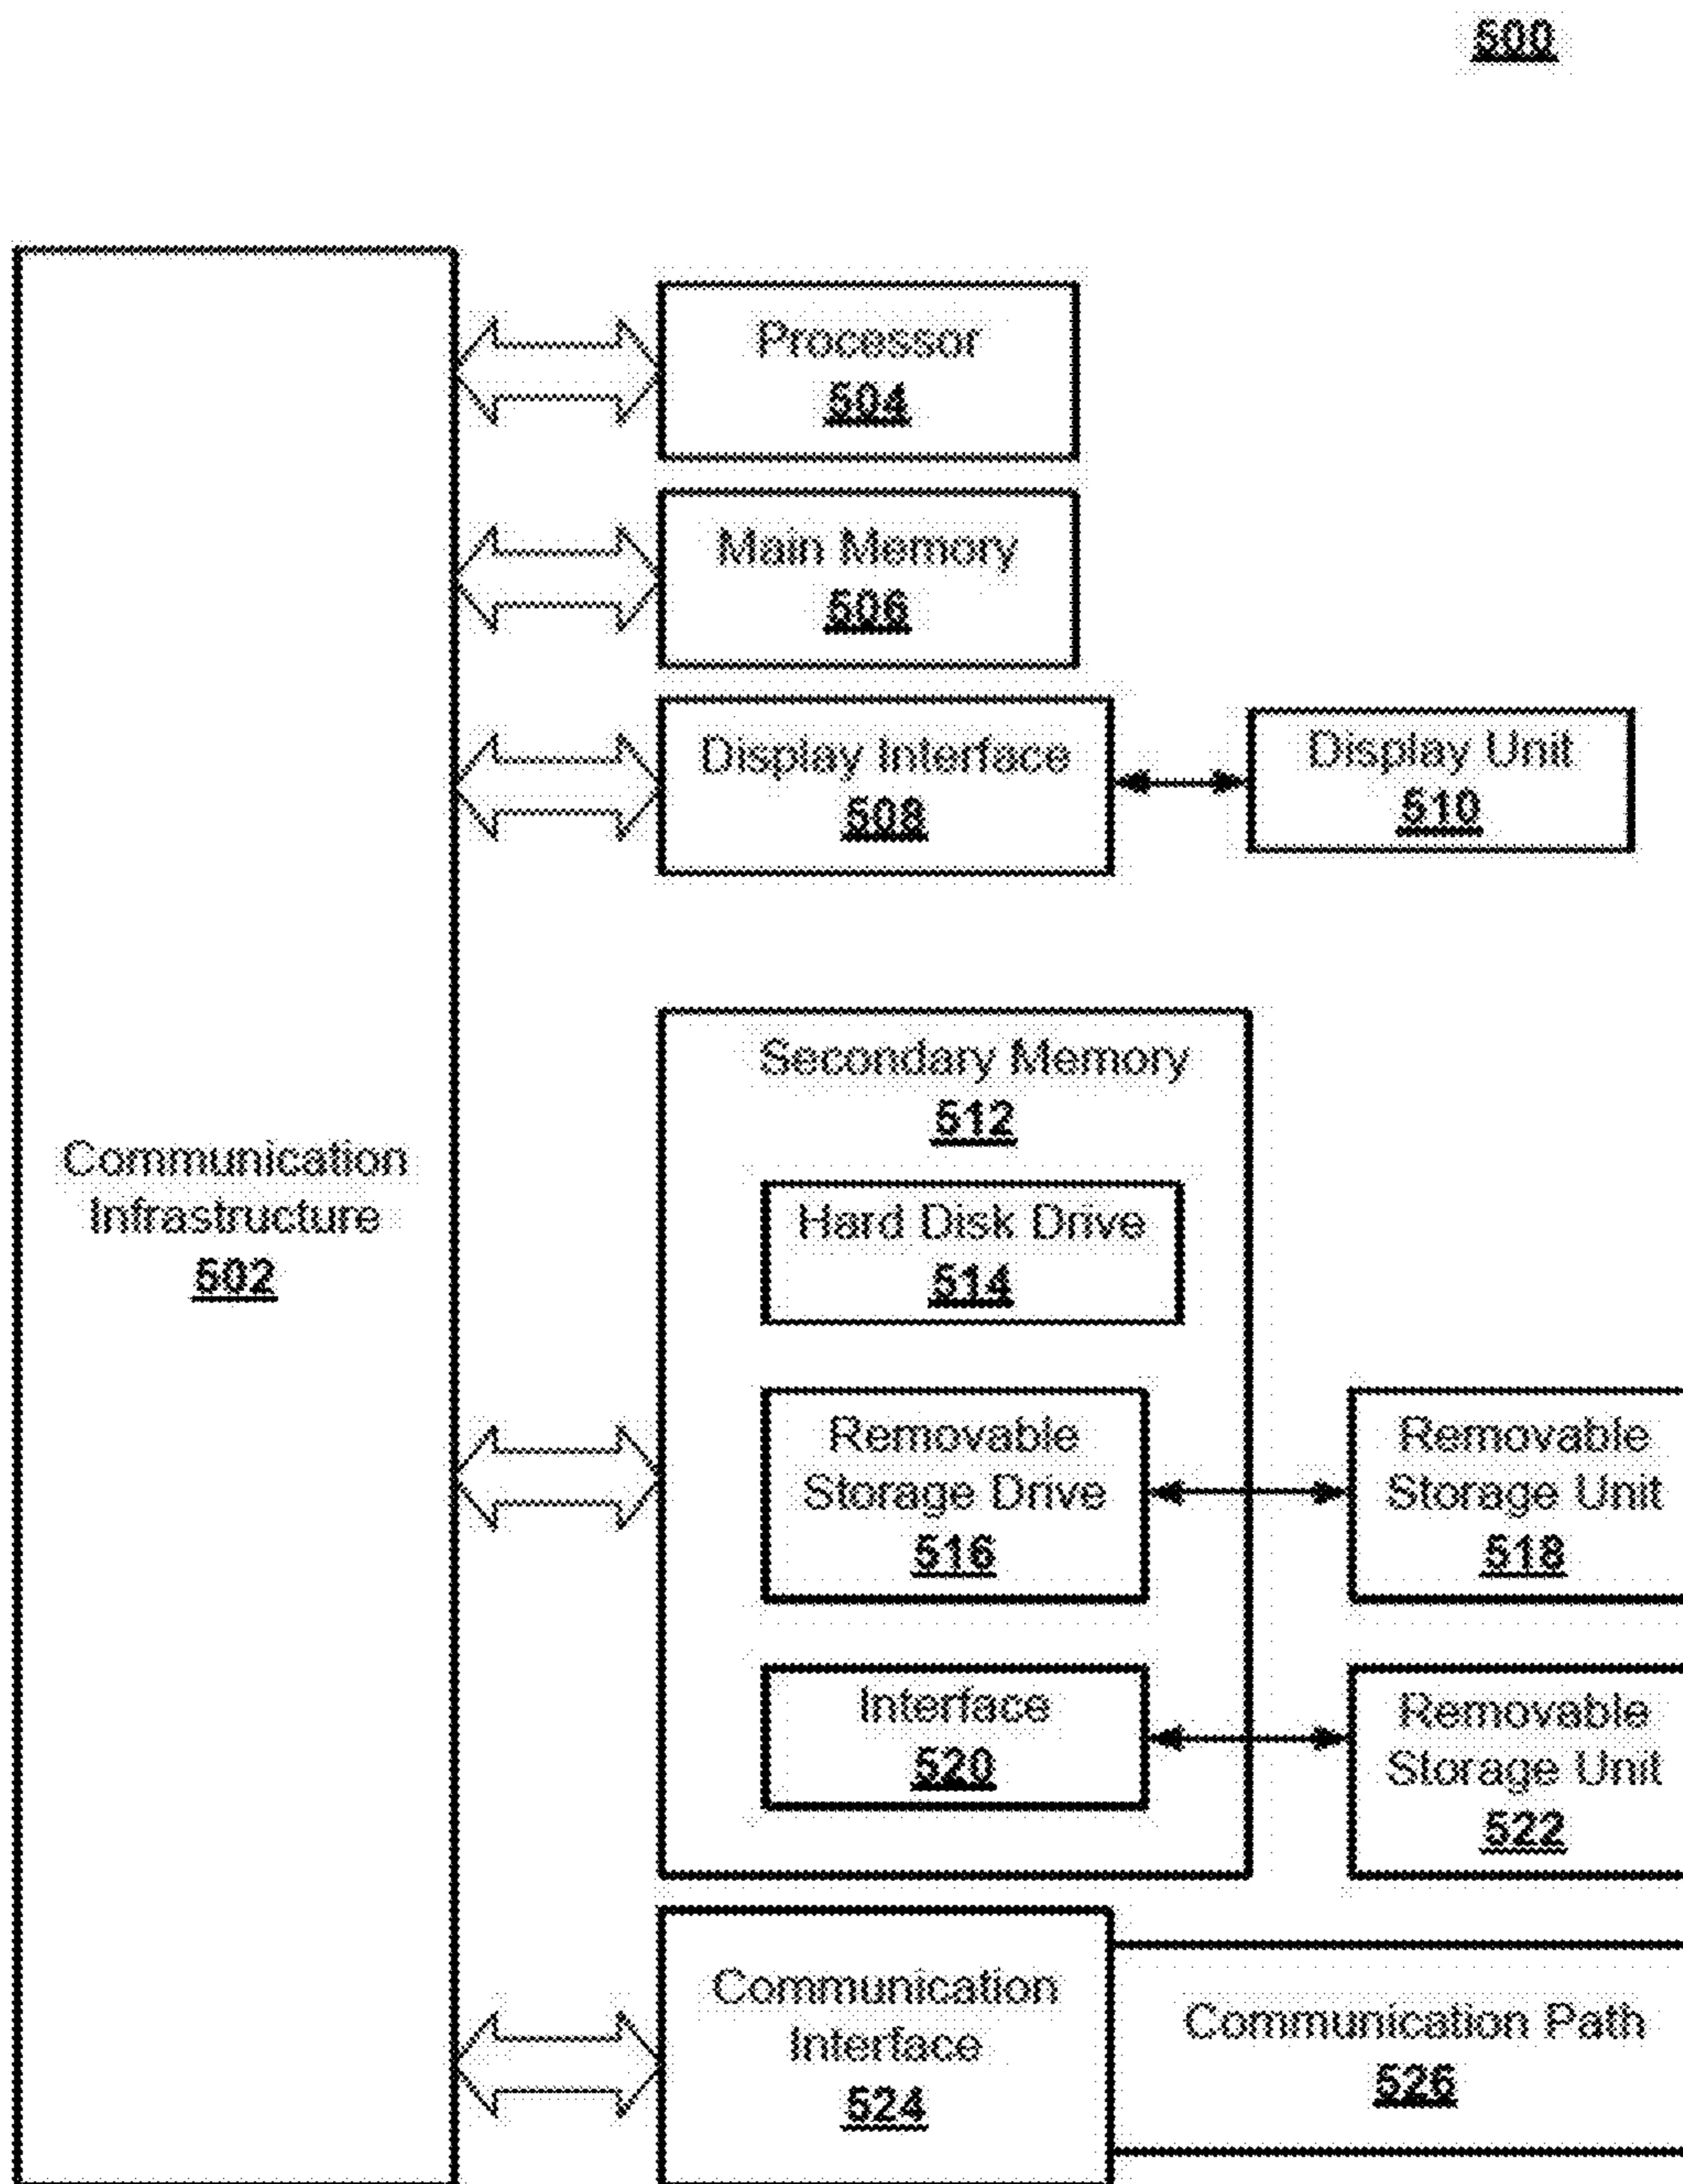 500
Processor
504
Main Memory
506
Display Interface
508
Display Unit
510
Secondary Memory
512
Communication
Infrastructure
502
Hard Disk Drive
514
Removable
Storage Drive
516
Removable
Storage Unit
518
Interface
520
Removable
Storage Unit
522
Communication
Interface
524
Communication Path
526